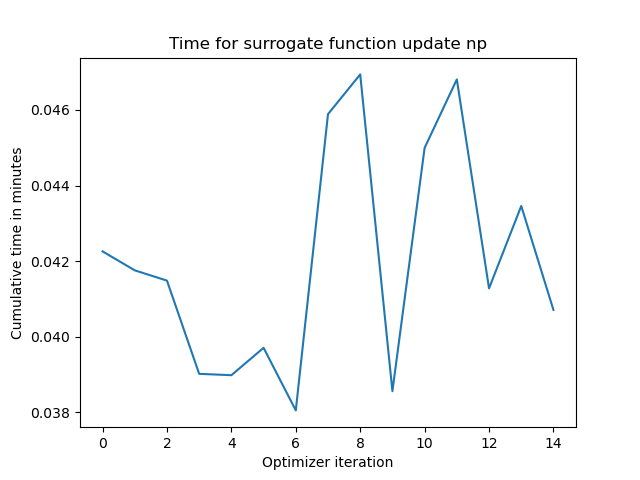 Time for surrogate function update np
Cumulative time in minutes
0.046
0.044
0.042
0.040
0.038
0 2 4 6 8 10 12 14
Optimizer iteration